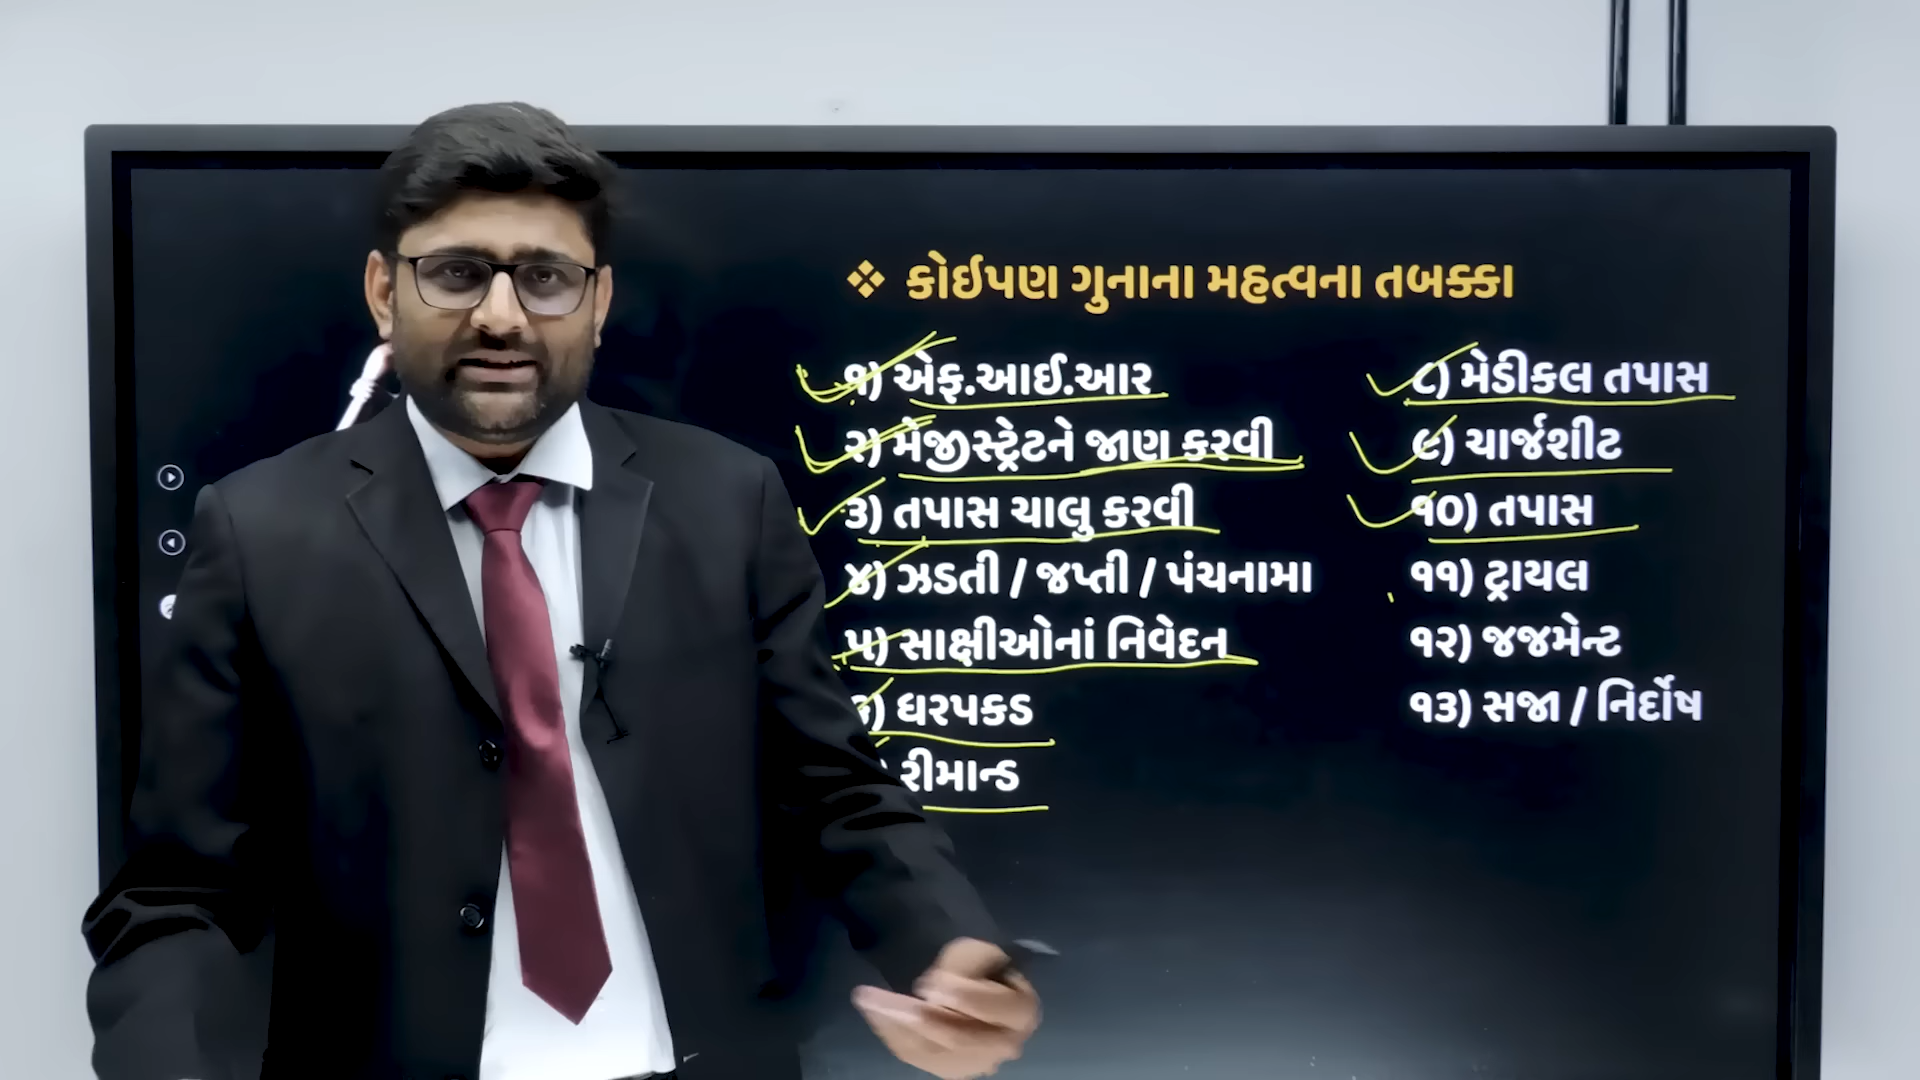 ❖ કોઈપણ ગુનાના મહત્વના તબક્કા
૧) એફ.આઈ.આર
૨) મેજીસ્ટ્રેટને જાણ કરવી
૩) તપાસ ચાલુ કરવી
૪) ઝડતી / જપ્તી / પંચનામા
૫) સાક્ષીઓનાં નિવેદન
) ધરપકડ
રીમાન્ડ
૮) મેડીકલ તપાસ
૯) ચાર્જશીટ
૧૦) તપાસ
૧૧) ટ્રાયલ
૧૨) જજમેન્ટ
૧૩) સજા / નિર્દોષ